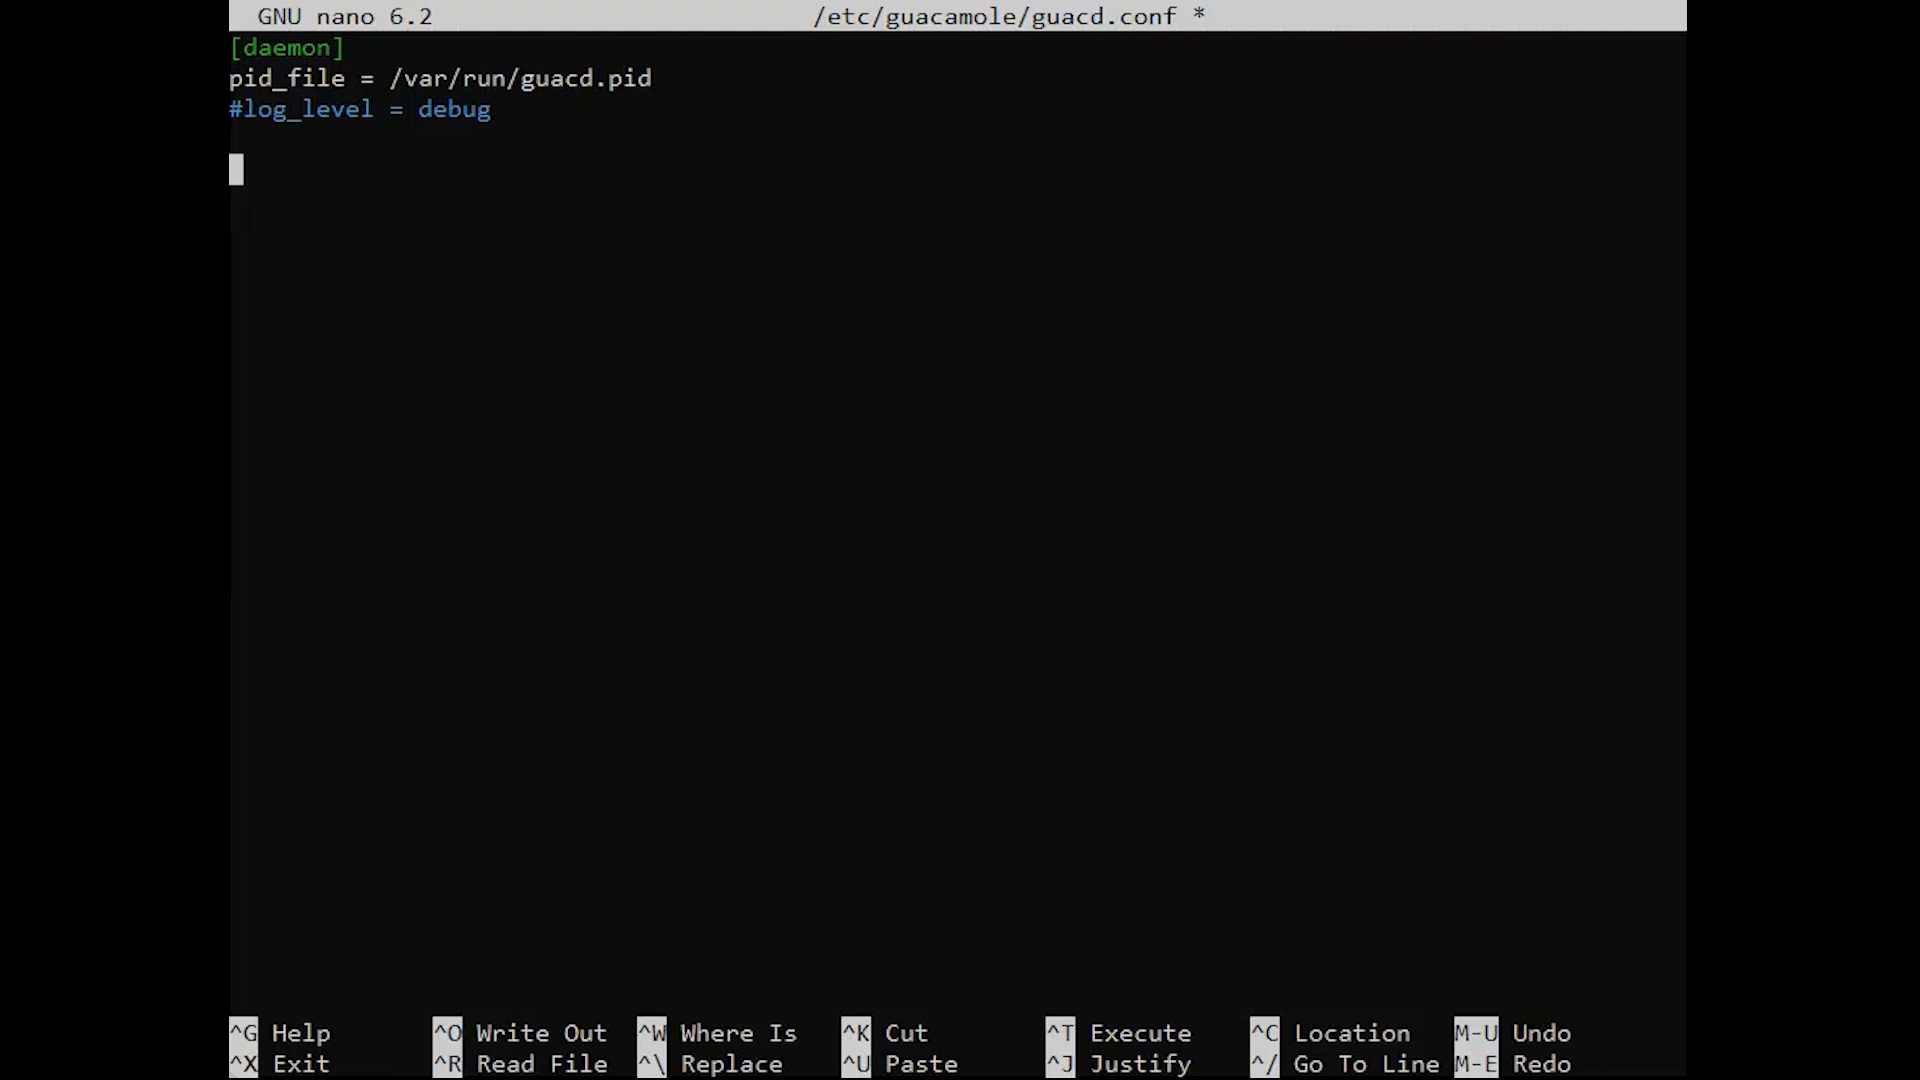 GNU nano 6.2 /etc/guacamole/guacd.conf *
[daemon]
pid_file = /var/run/guacd.pid
#log_level = debug
^G Help ^O Write Out ^W Where Is ^K Cut ^T Execute ^C Location M-U Undo
^X Exit ^R Read File ^\ Replace ^U Paste ^J Justify ^/ Go To Line M-E Redo